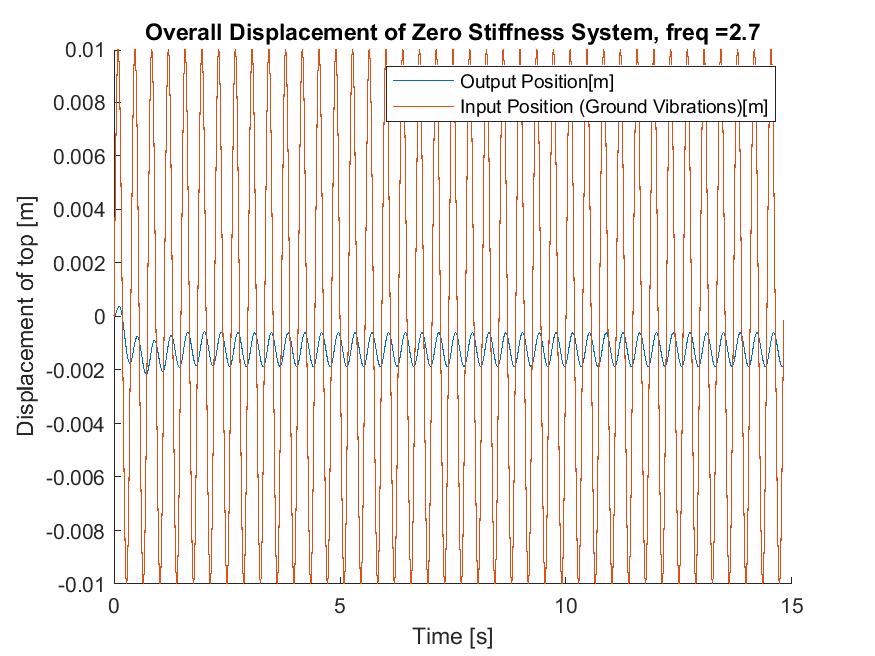 Overall Displacement of Zero Stiffness System, freq =2.7
0.01
0.008
0.006
0.004
0.002
0
-0.002
-0.004
-0.006
-0.008
-0.01
Displacement of top [m]
Output Position[m]
Input Position (Ground Vibrations)[m]
0 5 10 15
Time [s]